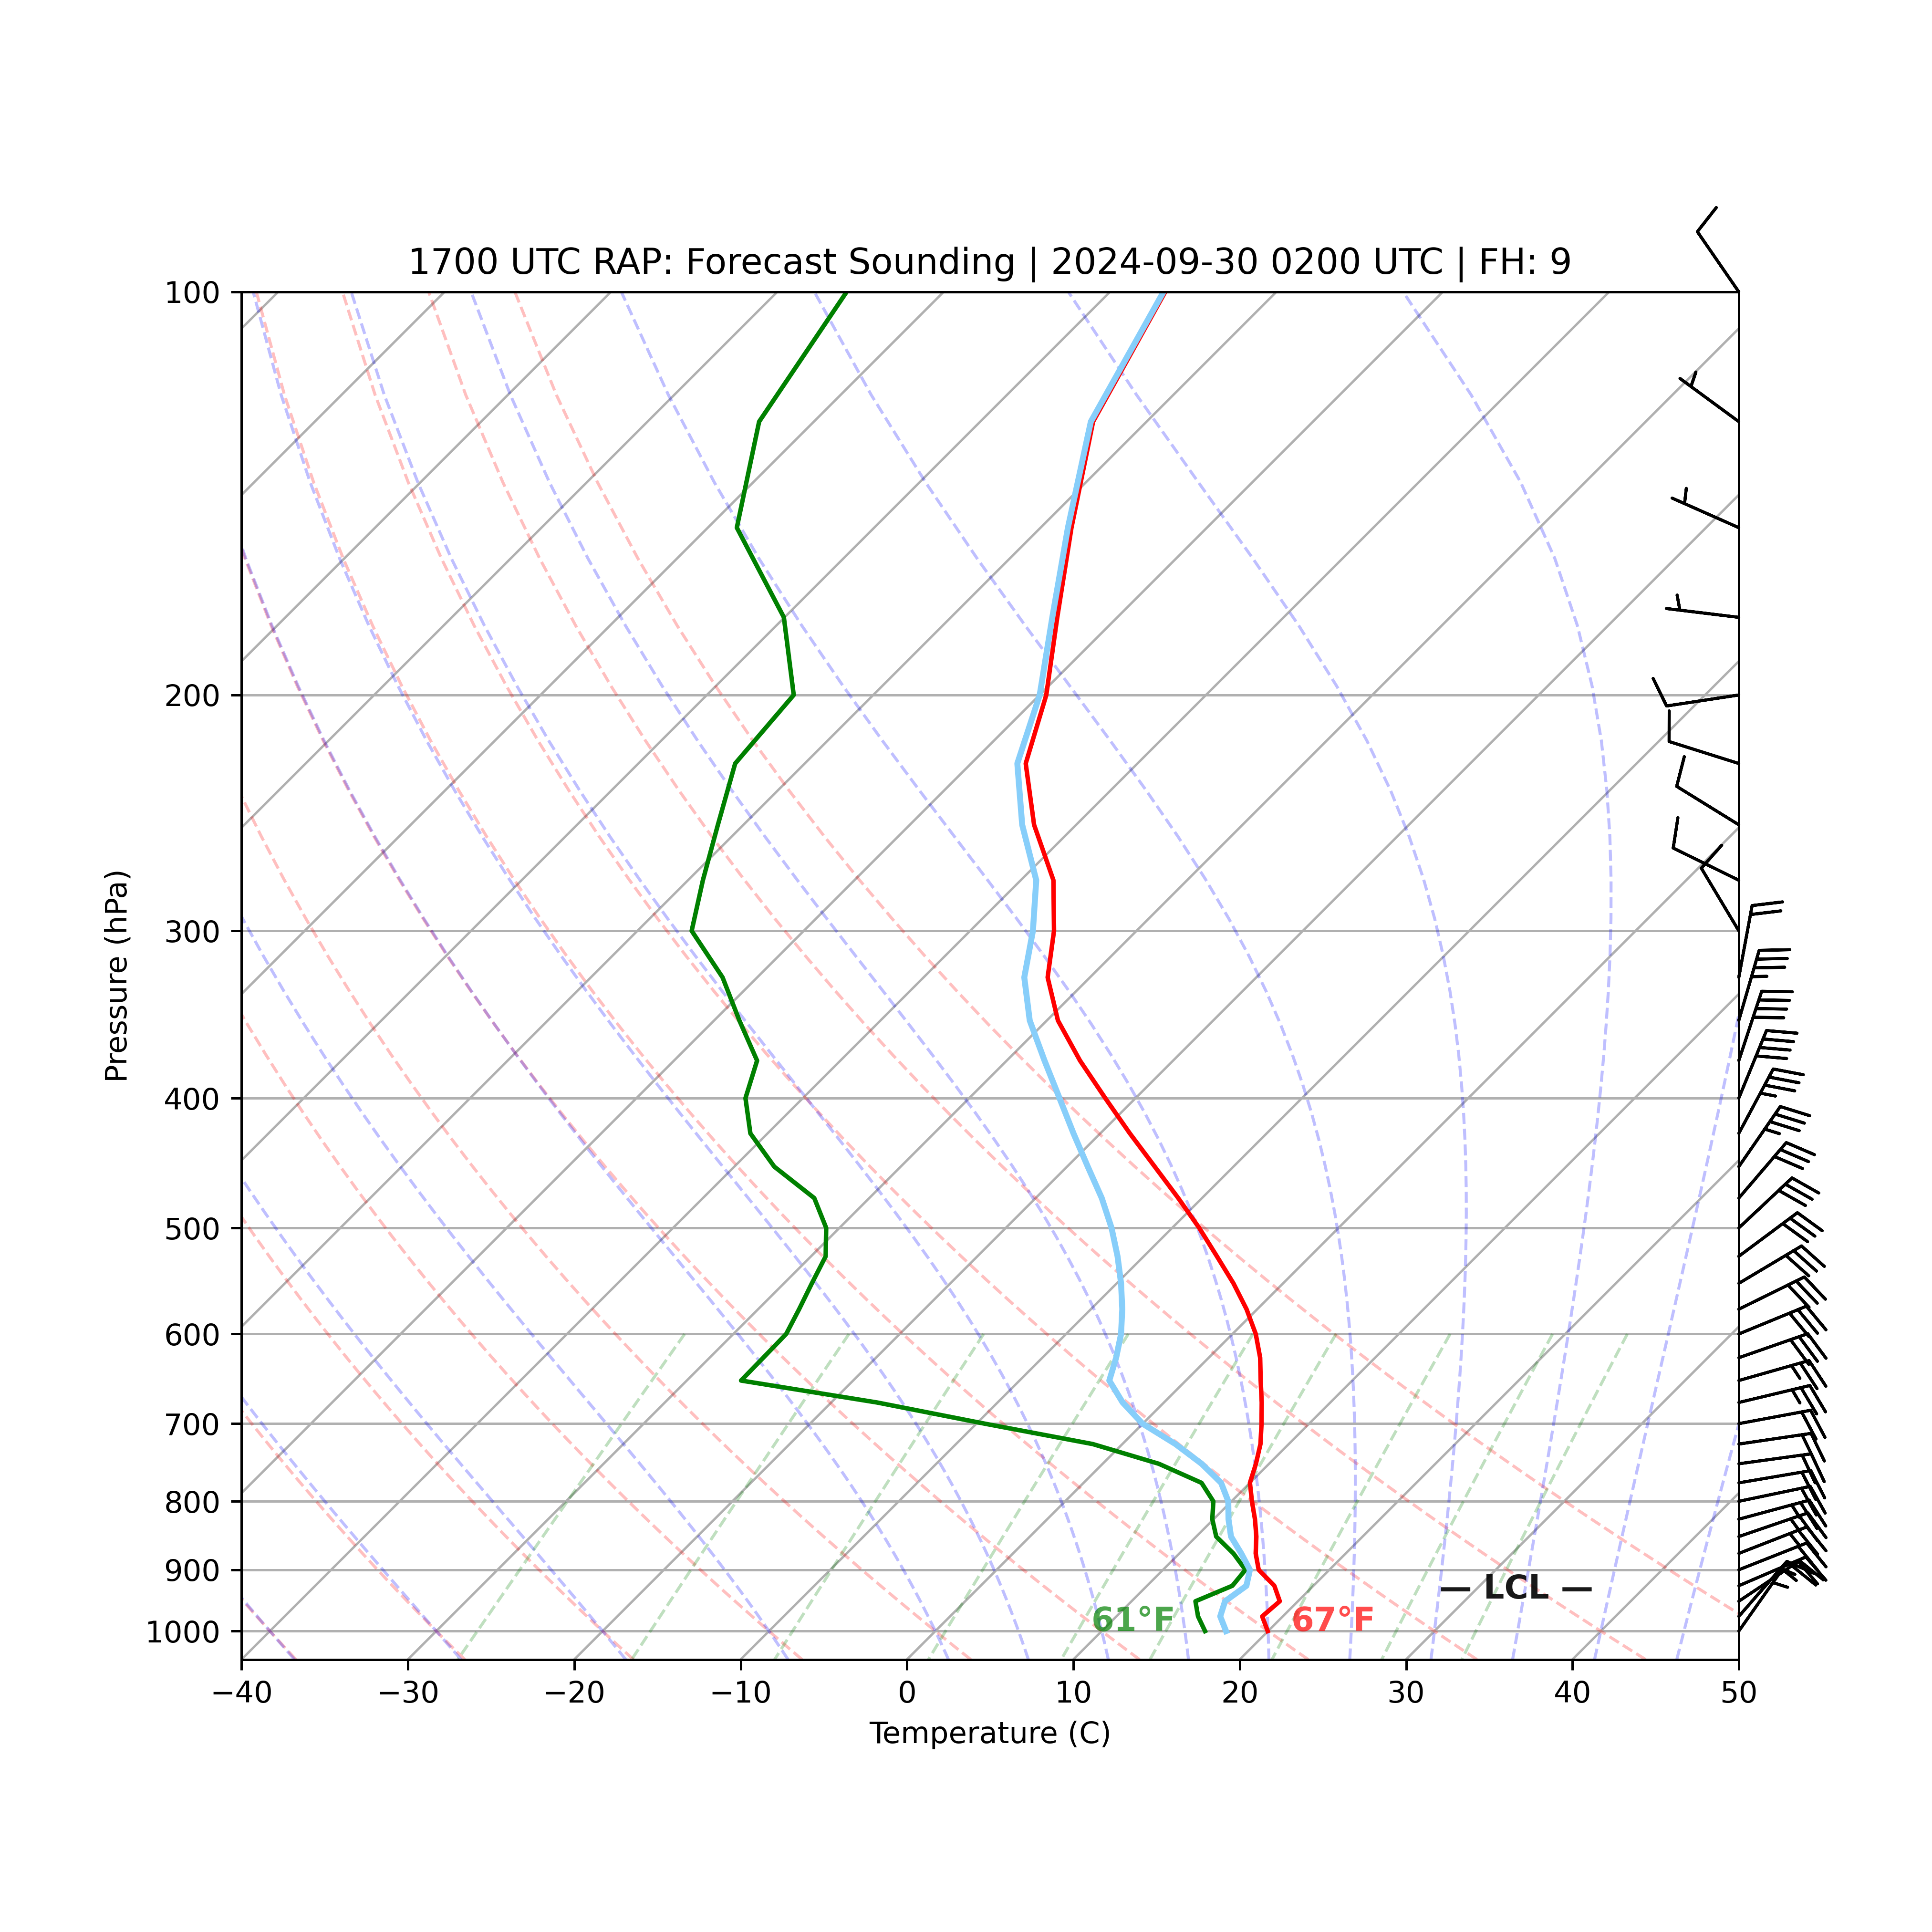 1700 UTC RAP: Forecast Sounding | 2024-09-30 0200 UTC | FH: 9
100
200
300
400
500
600
700
800
900
1000
Pressure (hPa)
— LCL —
61°F
67°F
−40 −30 −20 −10 0 10 20 30 40 50
Temperature (C)